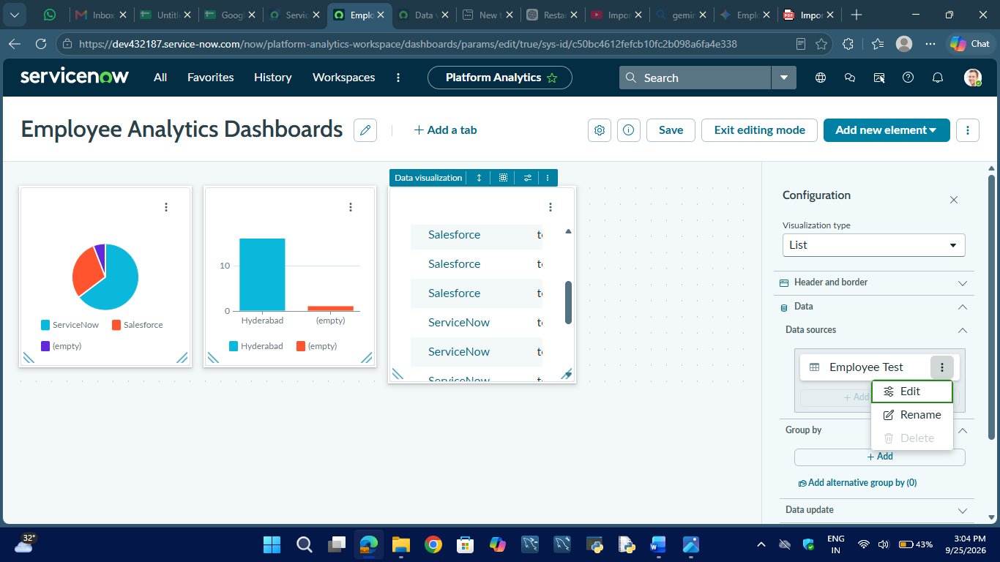 Inbox
Untitl
Goog
Servic
Emplo
Data v
New t
Restar
Impor
gemin
Emplo
Impor
https://dev432187.service-now.com/now/platform-analytics-workspace/dashboards/params/edit/true/sys-id/c50bc4612fefcb10fc2b098a6fa4e338
Chat
servicenow
All
Favorites
History
Workspaces
Platform Analytics
Search
Employee Analytics Dashboards
+ Add a tab
Save
Exit editing mode
Add new element
Data visualization
ServiceNow
Salesforce
(empty)
10
0
Hyderabad
(empty)
Hyderabad
(empty)
Salesforce
Salesforce
Salesforce
ServiceNow
ServiceNow
ServiceNow
Configuration
Visualization type
List
Header and border
Data
Data sources
Employee Test
+ Add
Edit
Rename
Delete
Group by
+ Add
Add alternative group by (0)
Data update
32°
ENG
IN
43%
3:04 PM
9/25/2026